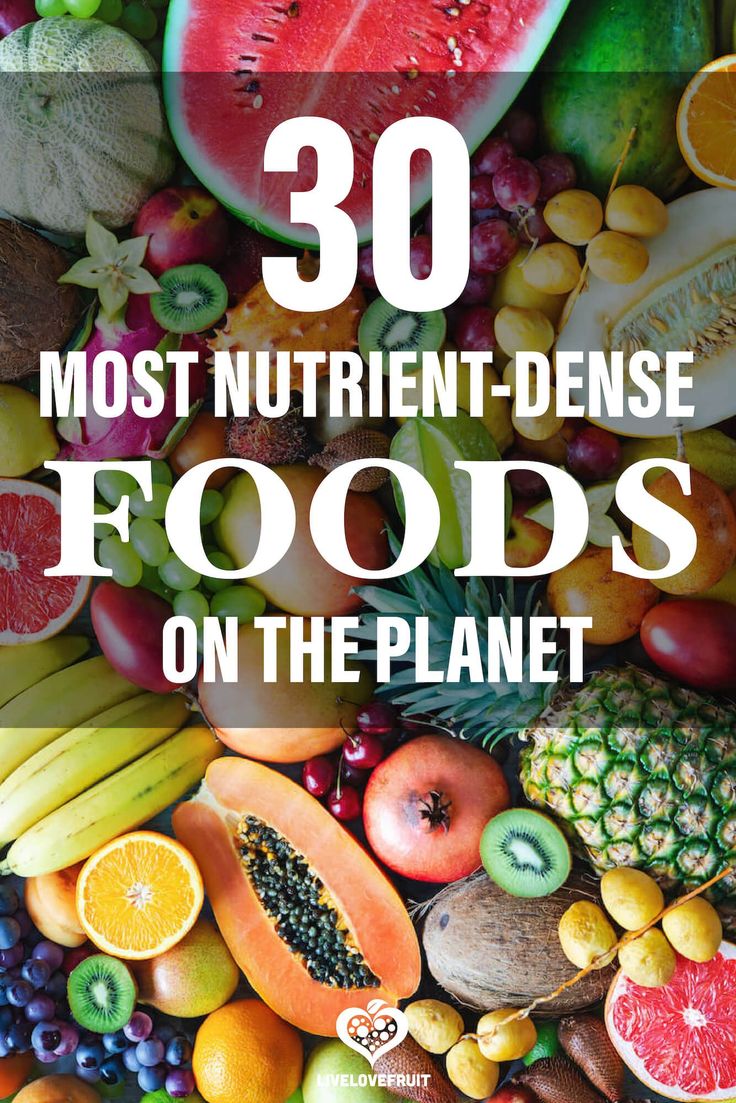 30
MOST NUTRIENT-DENSE
FOODS
ON THE PLANET
LIVELOVEFRUIT